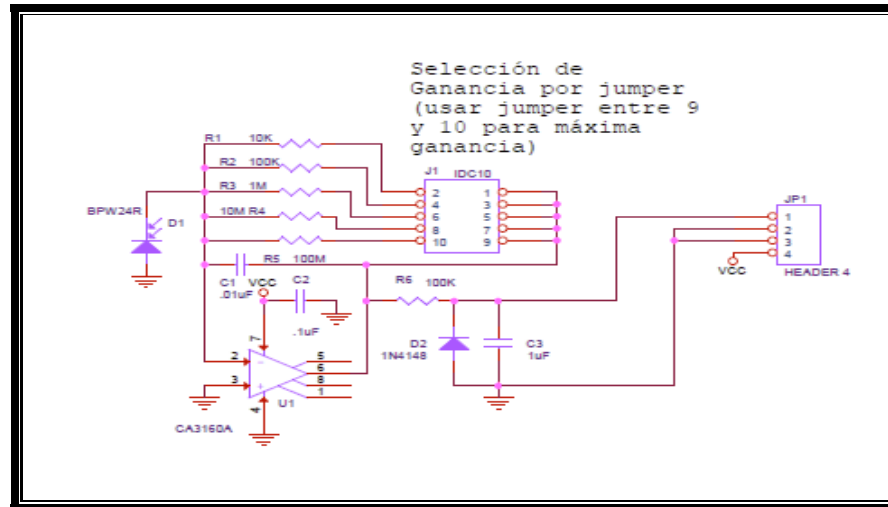 Selección de
Ganancia por jumper
(usar jumper entre 9
y 10 para máxima
ganancia)
R1 10K
R2 100K
R3 1M
10M R4
R5 100M
J1 IDC10
2 1
4 3
6 5
8 7
10 9
JP1
1
2
3
4
HEADER 4
VCC
BPW24R
D1
C1
.01uF
VCC
C2
.1uF
R6 100K
D2
1N4148
C3
1uF
7
2
3
4
5
6
8
1
-
+
U1
CA3160A